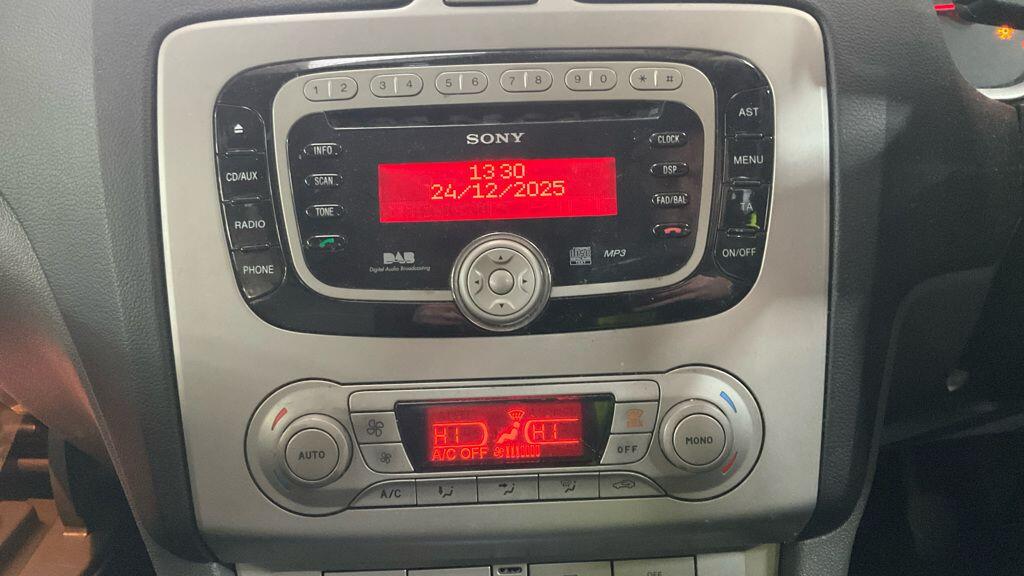 1 2 3 4 5 6 7 8 9 0 * #
SONY
INFO
SCAN
TONE
CD/AUX
RADIO
PHONE
13 30
24/12/2025
CLOCK
DSP
FAD/BAL
AST
MENU
TA
ON/OFF
DAB
Digital Audio Broadcasting
MP3
AUTO
HI
HI
A/C OFF
A/C
OFF
MONO
OFF